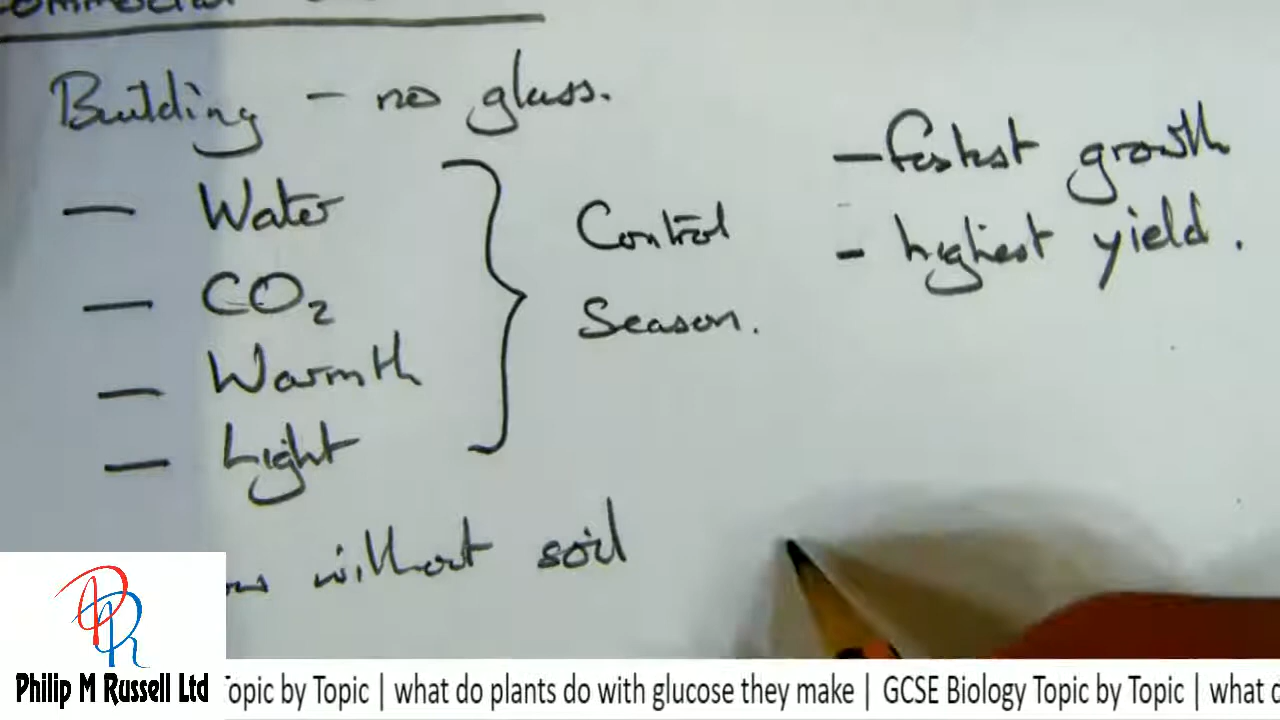 Building - no glass.
- Water
- CO₂
- Warmth
- Light
Control
Season.
- fastest growth
- highest yield.
without soil
PR
Philip M Russell Ltd
Topic by Topic | what do plants do with glucose they make | GCSE Biology Topic by Topic | what